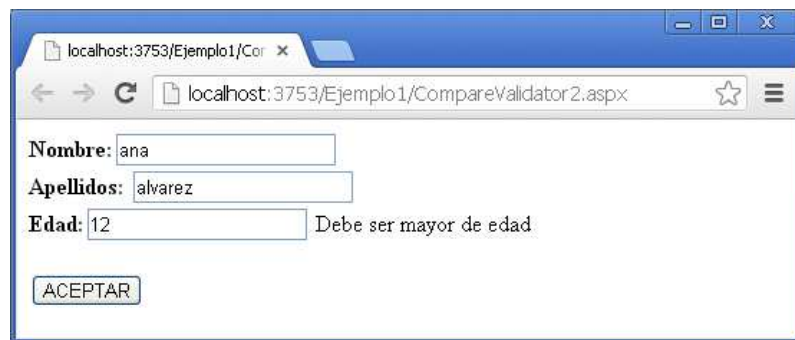 localhost:3753/Ejemplo1/Cor
localhost:3753/Ejemplo1/CompareValidator2.aspx
Nombre: ana
Apellidos: alvarez
Edad: 12 Debe ser mayor de edad
ACEPTAR